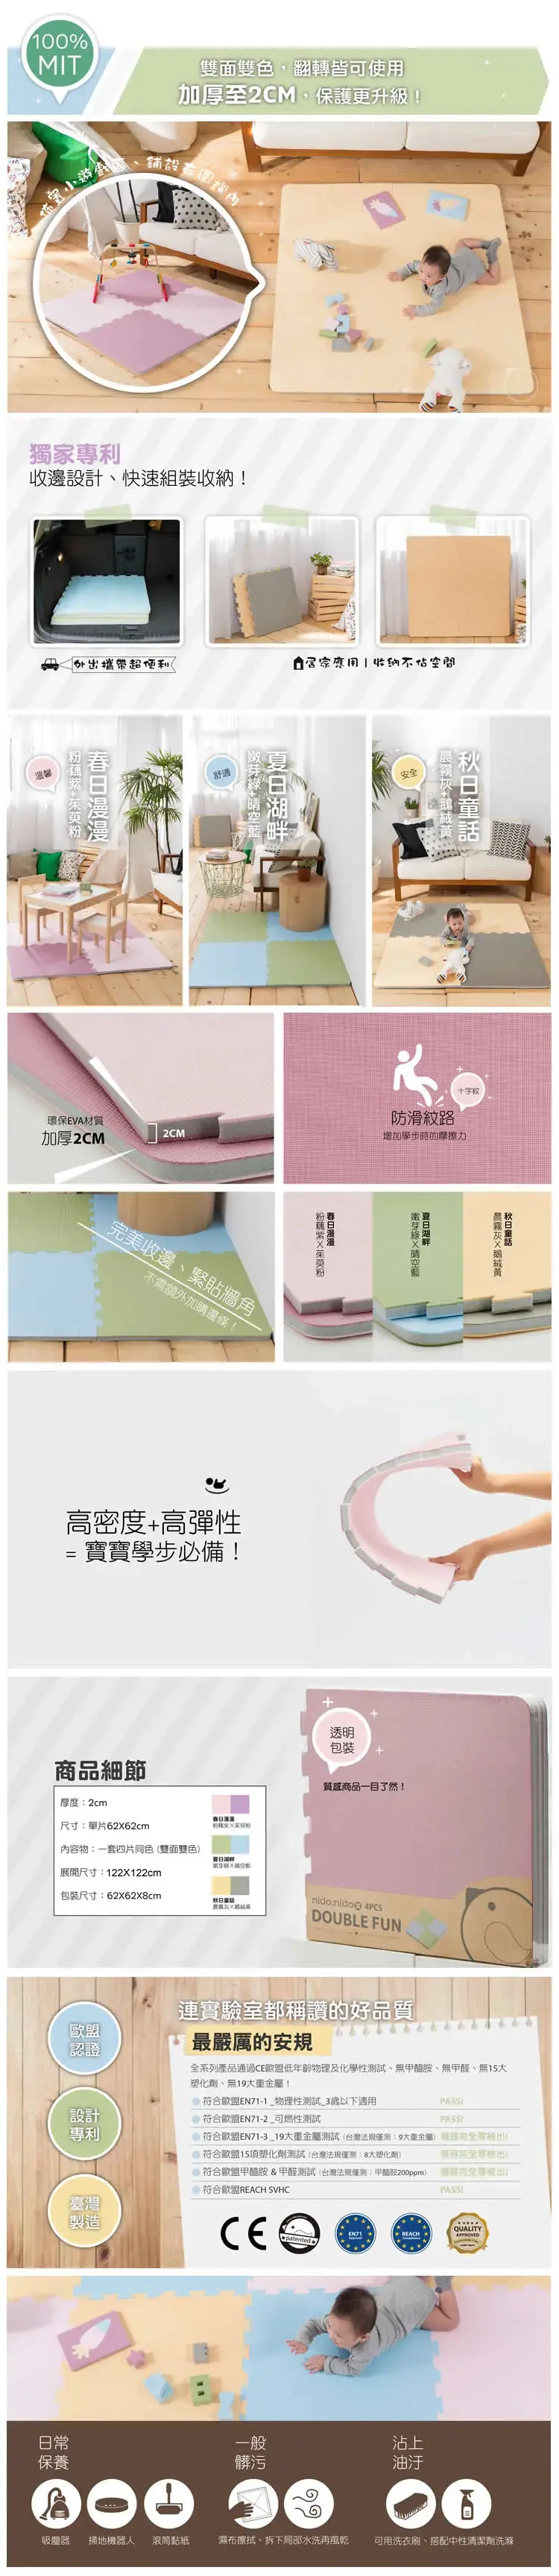 100%
MIT
雙面雙色，翻轉皆可使用
加厚至2CM，保護更升級！
寶寶小遊戲區、鋪設在圍欄內
獨家專利
收邊設計、快速組裝收納！
外出攜帶超便利
居家應用|收納不佔空間
溫馨
春日漫漫
粉藕紫+茱萸粉
舒適
夏日湖畔
嫩芽綠+晴空藍
安全
秋日童話
晨霧灰+鵝絨黃
環保EVA材質
加厚2CM
2CM
十字紋
防滑紋路
增加學步時的摩擦力
完美收邊、緊貼牆角
不需額外加購邊條！
春日漫漫
粉藕紫X茱萸粉
夏日湖畔
嫩芽綠X晴空藍
秋日童話
晨霧灰X鵝絨黃
高密度+高彈性
= 寶寶學步必備！
透明
包裝
質感商品一目了然！
商品細節
厚度：2cm
尺寸：單片62X62cm
內容物：一套四片同色 (雙面雙色)
展開尺寸：122X122cm
包裝尺寸：62X62X8cm
春日漫漫
粉藕紫X茱萸粉
夏日湖畔
嫩芽綠X晴空藍
秋日童話
晨霧灰X鵝絨黃
nido.nido 4PCS
DOUBLE FUN
歐盟
認證
設計
專利
臺灣
製造
連實驗室都稱讚的好品質
最嚴厲的安規
全系列產品通過CE歐盟低年齡物理及化學性測試、無甲醯胺、無甲醛、無15大
塑化劑、無19大重金屬！
符合歐盟EN71-1 _物理性測試_3歲以下適用 PASS!
符合歐盟EN71-2 _可燃性測試 PASS!
符合歐盟EN71-3 _19大重金屬測試 (台灣法規僅測：9大重金屬)
符合歐盟15項塑化劑測試 (台灣法規僅測：8大塑化劑)
符合歐盟甲醯胺 & 甲醛測試 (台灣法規僅測：甲醯胺200ppm)
符合歐盟REACH SVHC PASS!
CE
patented
EN71
REACH
QUALITY
APPROVED
日常
保養
一般
髒污
沾上
油汙
吸塵器
掃地機器人
滾筒黏紙
濕布擦拭、拆下局部水洗再風乾
可用洗衣刷、搭配中性清潔劑洗滌